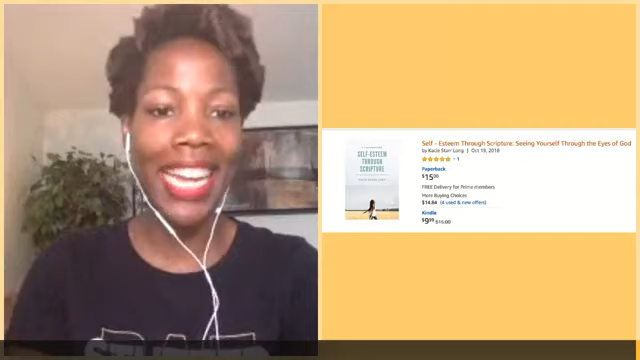 Self - Esteem Through Scripture: Seeing Yourself Through the Eyes of God
by Kacie Starr Long | Oct 19, 2018
1
Paperback
$15.00
FREE Delivery for Prime members
More Buying Choices
$14.84 (4 used & new offers)
Kindle
$9.99 $15.00
SELF-ESTEEM
THROUGH
SCRIPTURE